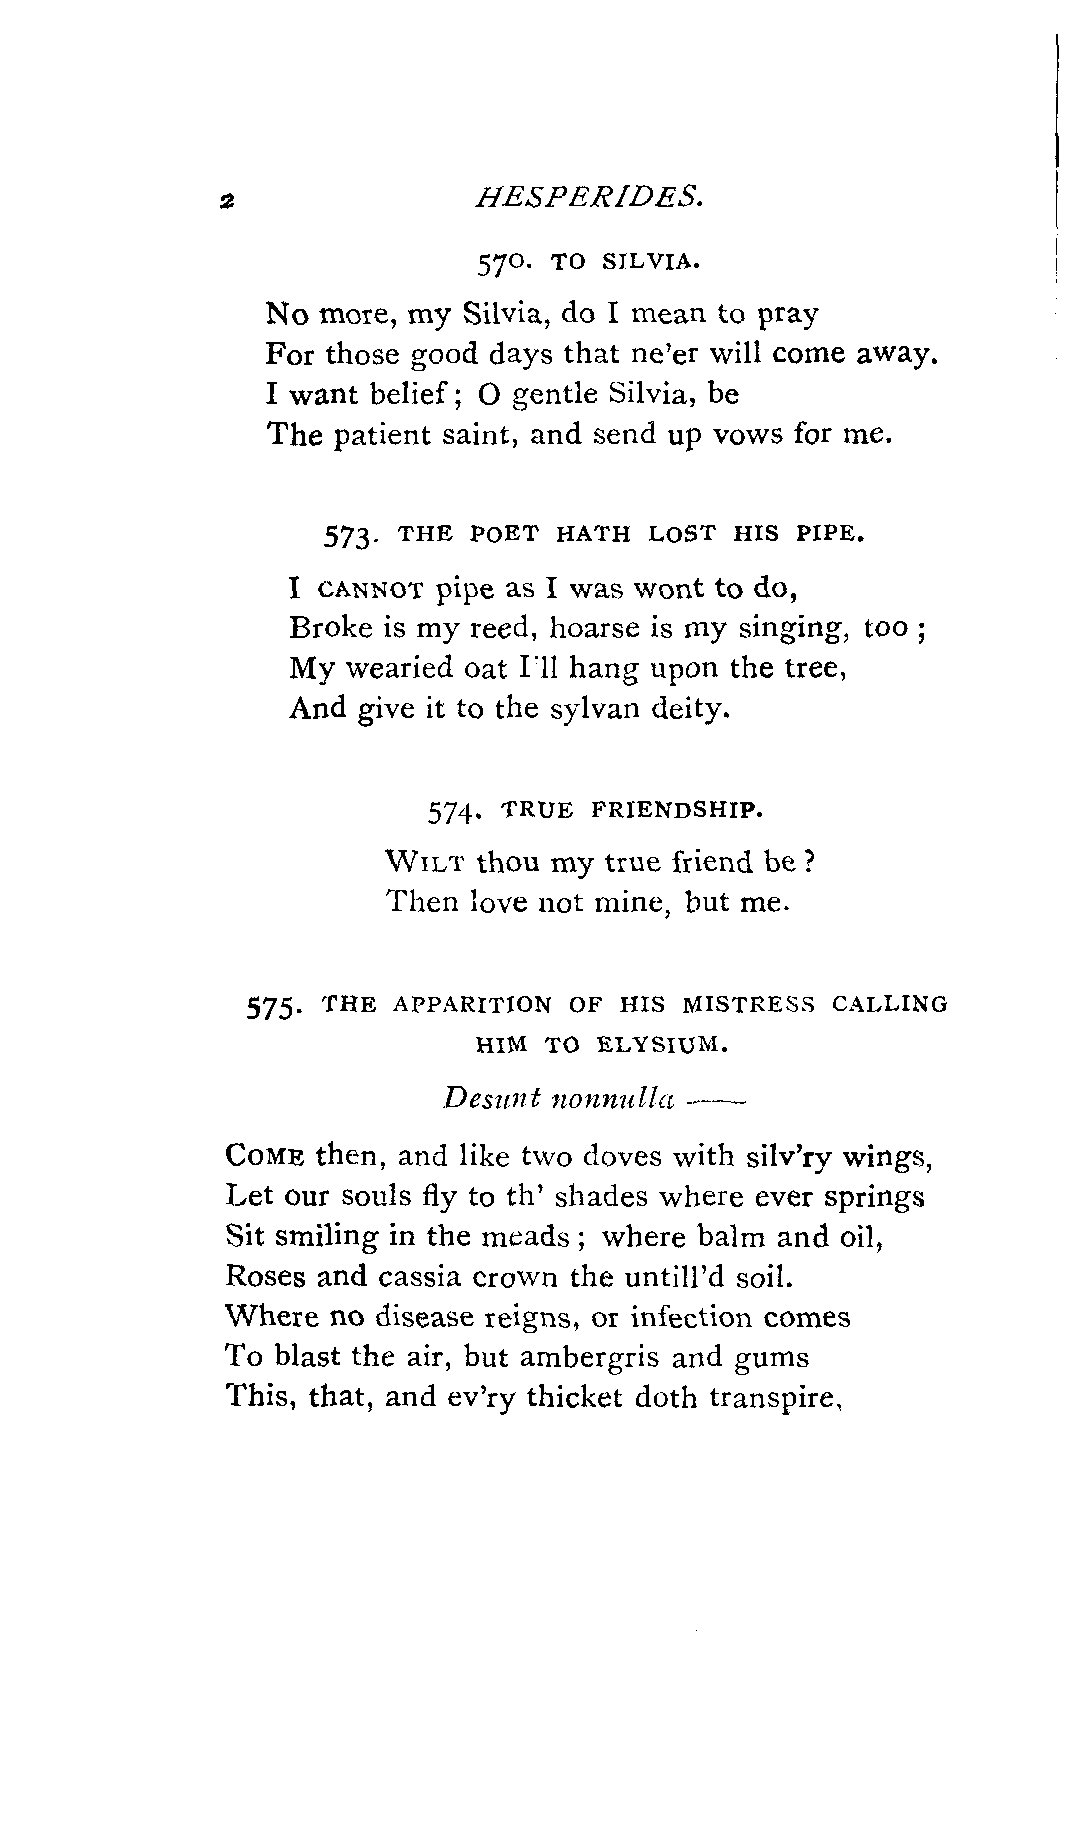 2 HESPERIDES.
570. TO SILVIA.
No more, my Silvia, do I mean to pray
For those good days that ne'er will come away.
I want belief; O gentle Silvia, be
The patient saint, and send up vows for me.
573. THE POET HATH LOST HIS PIPE.
I CANNOT pipe as I was wont to do,
Broke is my reed, hoarse is my singing, too;
My wearied oat I'll hang upon the tree,
And give it to the sylvan deity.
574. TRUE FRIENDSHIP.
WILT thou my true friend be?
Then love not mine, but me.
575. THE APPARITION OF HIS MISTRESS CALLING
HIM TO ELYSIUM.
Desunt nonnulla ——
COME then, and like two doves with silv'ry wings,
Let our souls fly to th' shades where ever springs
Sit smiling in the meads; where balm and oil,
Roses and cassia crown the untill'd soil.
Where no disease reigns, or infection comes
To blast the air, but ambergris and gums
This, that, and ev'ry thicket doth transpire,